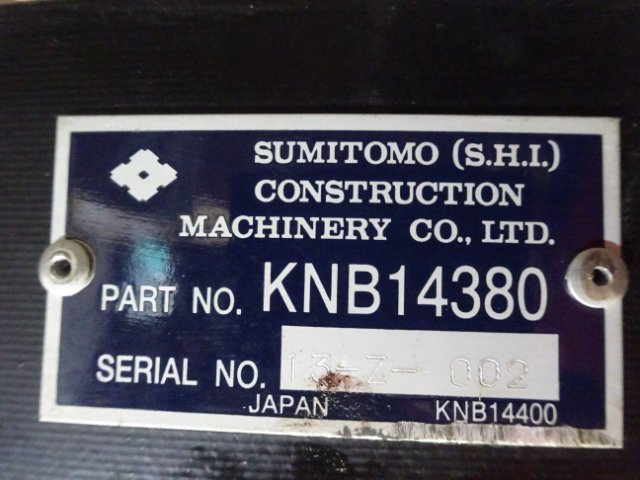 SUMITOMO (S.H.I.)
CONSTRUCTION
MACHINERY CO., LTD.
PART NO. KNB14380
SERIAL NO. 13-Z- 002
JAPAN KNB14400